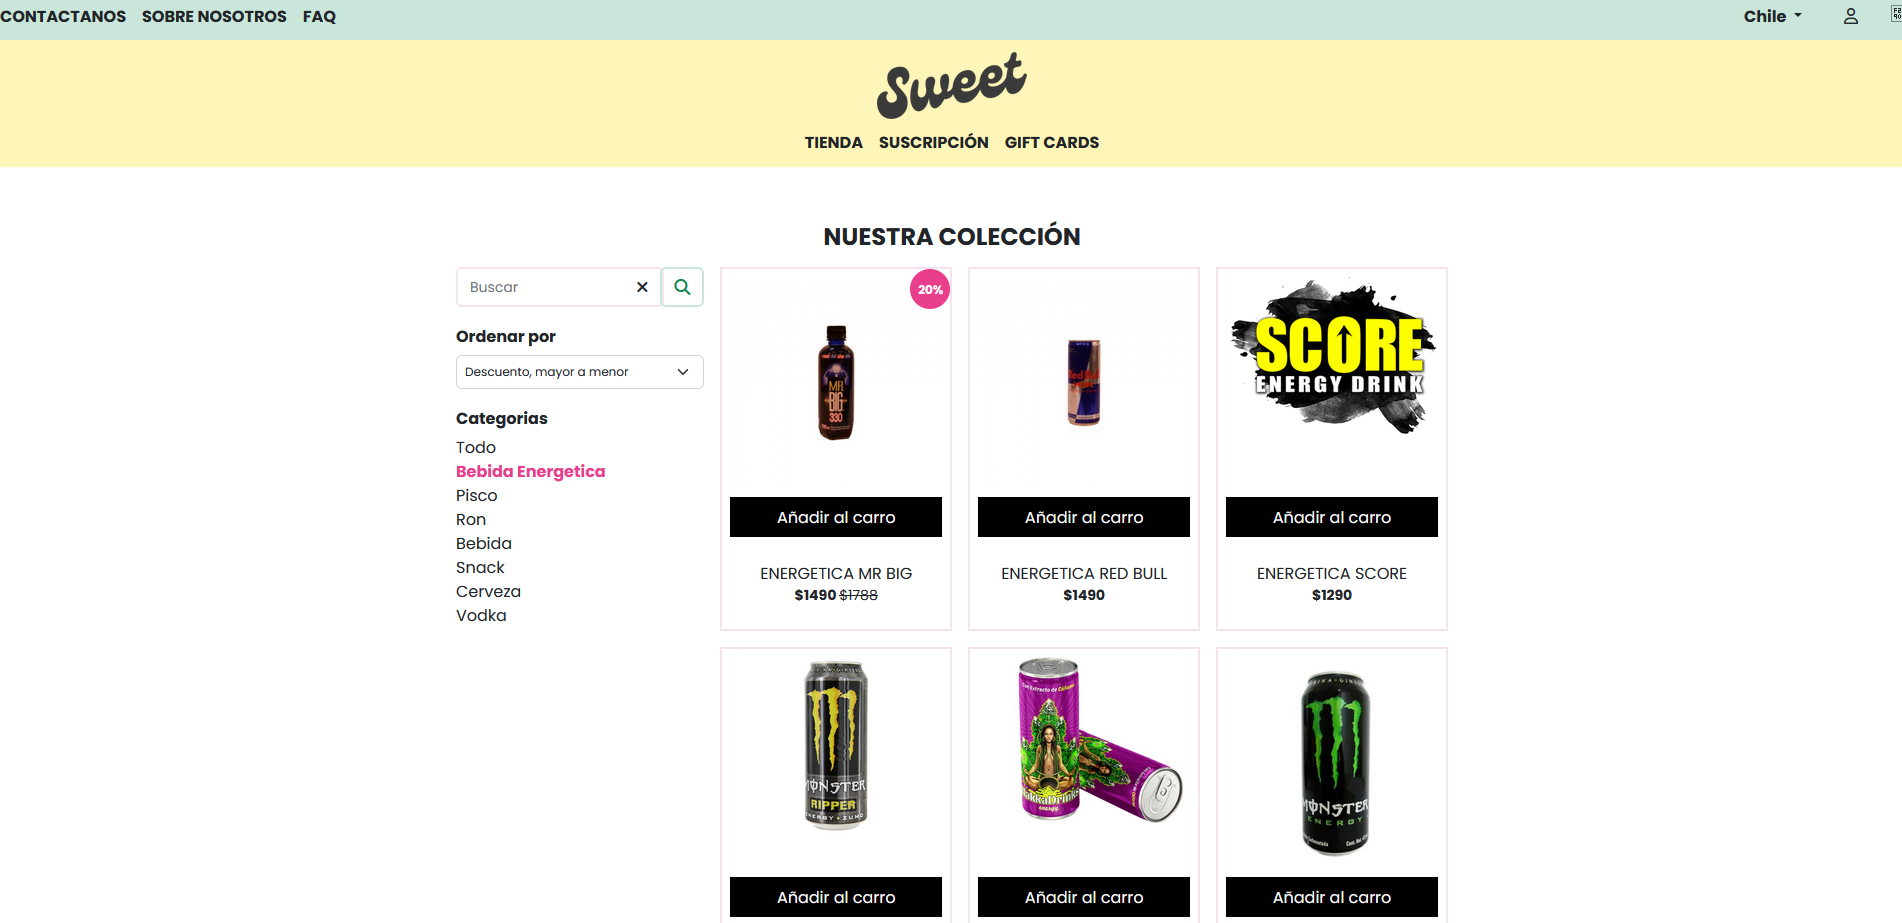 CONTACTANOS SOBRE NOSOTROS FAQ
Chile
Sweet
TIENDA SUSCRIPCIÓN GIFT CARDS
NUESTRA COLECCIÓN
Buscar
Ordenar por
Descuento, mayor a menor
Categorias
Todo
Bebida Energetica
Pisco
Ron
Bebida
Snack
Cerveza
Vodka
20%
MR.
BIG
330
Añadir al carro
ENERGETICA MR BIG
$1490 $1788
Red Bull
Añadir al carro
ENERGETICA RED BULL
$1490
SCORE
ENERGY DRINK
Añadir al carro
ENERGETICA SCORE
$1290
MONSTER
RIPPER
ENERGY + ZUMO
Añadir al carro
Con Extracto de Cañamo
energy
Añadir al carro
MONSTER
ENERGY
Añadir al carro